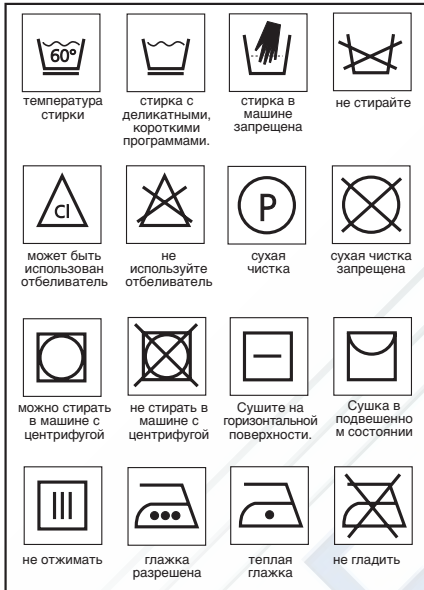 60°
температура
стирки
стирка с
деликатными,
короткими
программами.
стирка в
машине
запрещена
не стирайте
Cl
может быть
использован
отбеливатель
не
используйте
отбеливатель
P
сухая
чистка
сухая чистка
запрещена
можно стирать
в машине с
центрифугой
не стирать в
машине с
центрифугой
Сушите на
горизонтальной
поверхности.
Сушка в
подвешенно
м состоянии
не отжимать
глажка
разрешена
теплая
глажка
не гладить